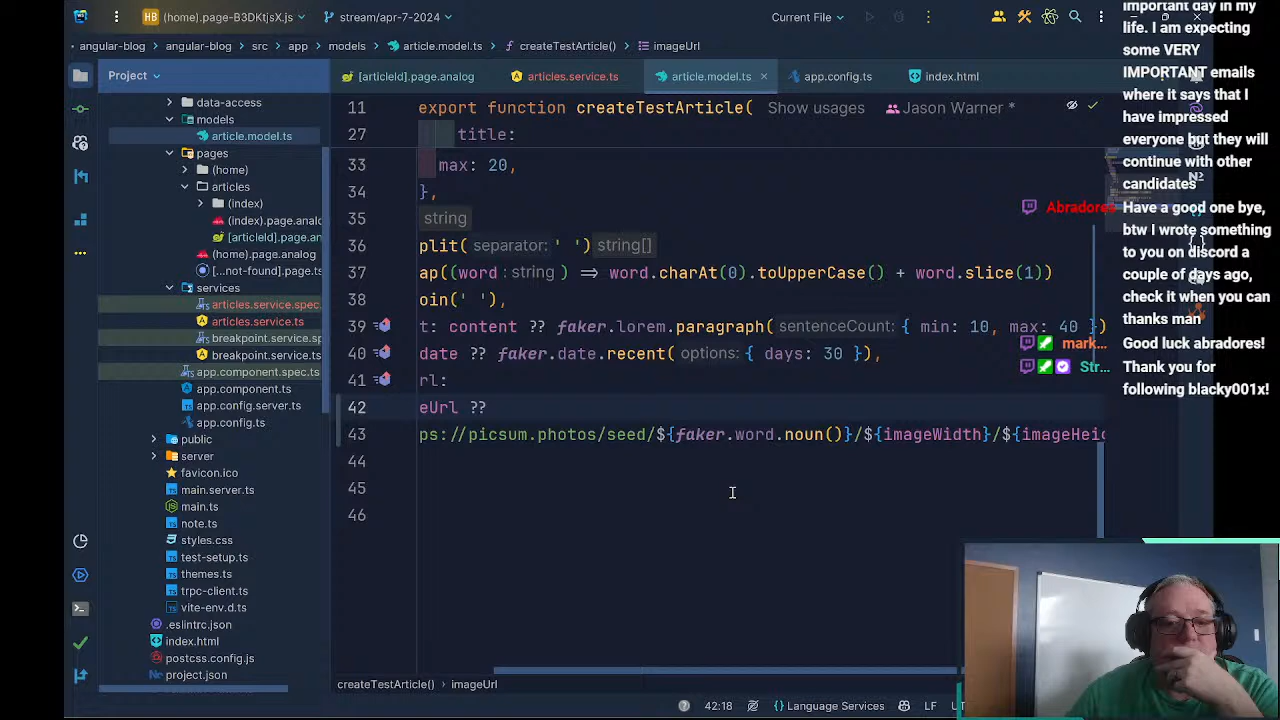 HB (home).page-B3DKtjsX.js
stream/apr-7-2024
Current File
angular-blog
angular-blog
src
app
models
article.model.ts
createTestArticle()
imageUrl
Project
[articleId].page.analog
articles.service.ts
article.model.ts
app.config.ts
index.html
data-access
models
article.model.ts
pages
(home)
articles
(index)
(index).page.analo
[articleId].page.an
(home).page.analog
[...not-found].page.ts
services
articles.service.spec.
articles.service.ts
breakpoint.service.sp
breakpoint.service.ts
app.component.spec.ts
app.component.ts
app.config.server.ts
app.config.ts
public
server
favicon.ico
main.server.ts
main.ts
note.ts
styles.css
test-setup.ts
themes.ts
trpc-client.ts
vite-env.d.ts
.eslintrc.json
index.html
postcss.config.js
project.json
11 export function createTestArticle( Show usages Jason Warner *
27 title:
33 max: 20,
34 },
35 string
36 plit( separator: ' ') string[]
37 ap((word : string ) => word.charAt(0).toUpperCase() + word.slice(1))
38 oin(' '),
39 t: content ?? faker.lorem.paragraph( sentenceCount: { min: 10, max: 40 })
40 date ?? faker.date.recent( options: { days: 30 }),
41 rl:
42 eUrl ??
43 ps://picsum.photos/seed/${faker.word.noun()}/${imageWidth}/${imageHeig
44
45
46
createTestArticle()
imageUrl
42:18
Language Services
LF
important day in my
life. I am expecting
some VERY
IMPORTANT emails
where it says that I
have impressed
everyone but they will
continue with other
candidates
Abradores
Have a good one bye,
btw I wrote something
to you on discord a
couple of days ago,
check it when you can
thanks man
mark...
Good luck abradores!
Str...
Thank you for
following blacky001x!